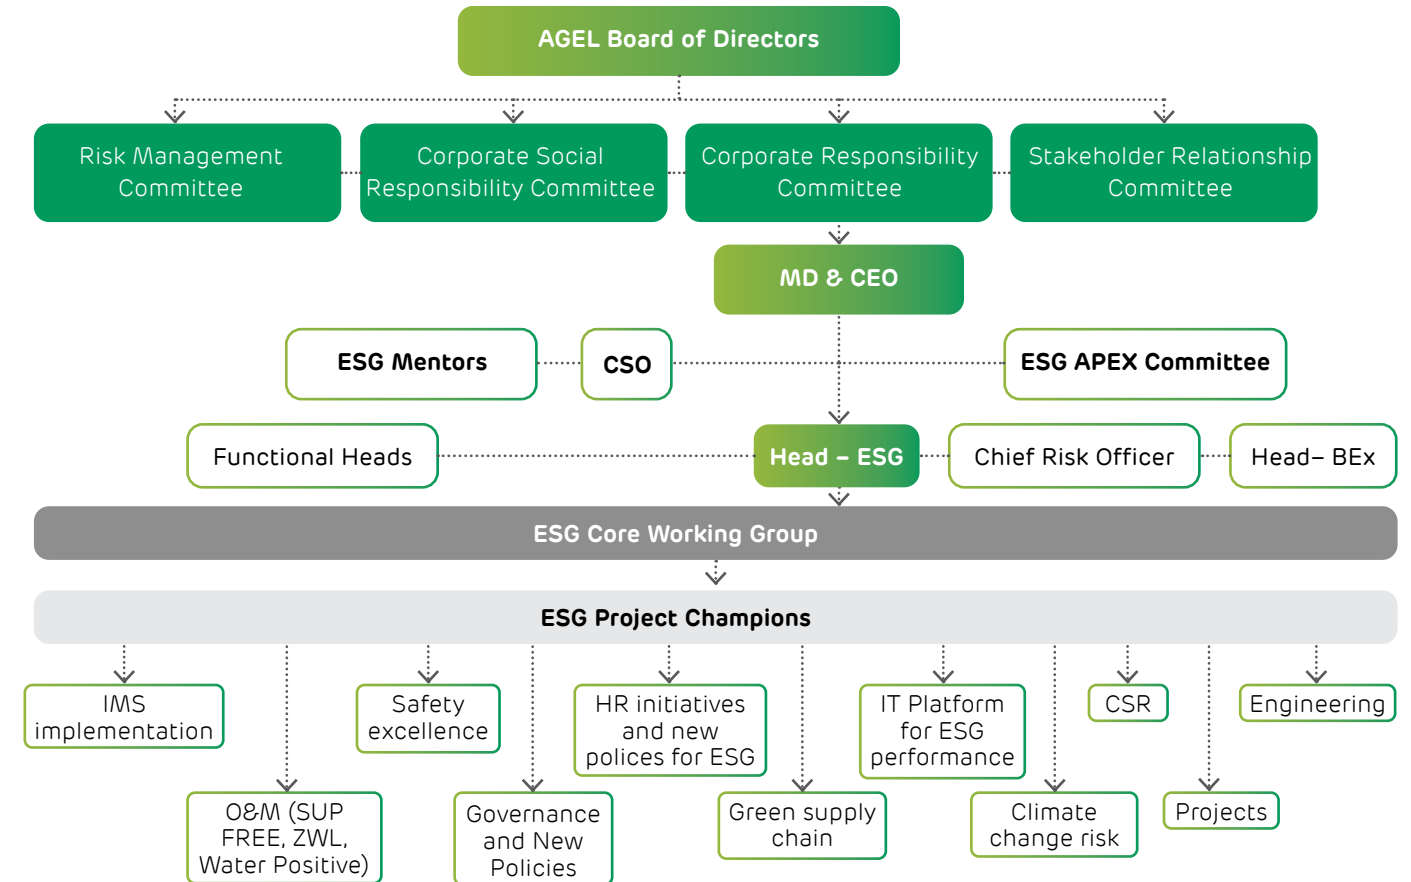 AGEL Board of Directors
Risk Management
Committee
Corporate Social
Responsibility Committee
Corporate Responsibility
Committee
Stakeholder Relationship
Committee
MD & CEO
ESG Mentors
CSO
ESG APEX Committee
Functional Heads
Head – ESG
Chief Risk Officer
Head– BEx
ESG Core Working Group
ESG Project Champions
IMS
implementation
Safety
excellence
HR initiatives
and new
polices for ESG
IT Platform
for ESG
performance
CSR
Engineering
O&M (SUP
FREE, ZWL,
Water Positive)
Governance
and New
Policies
Green supply
chain
Climate
change risk
Projects